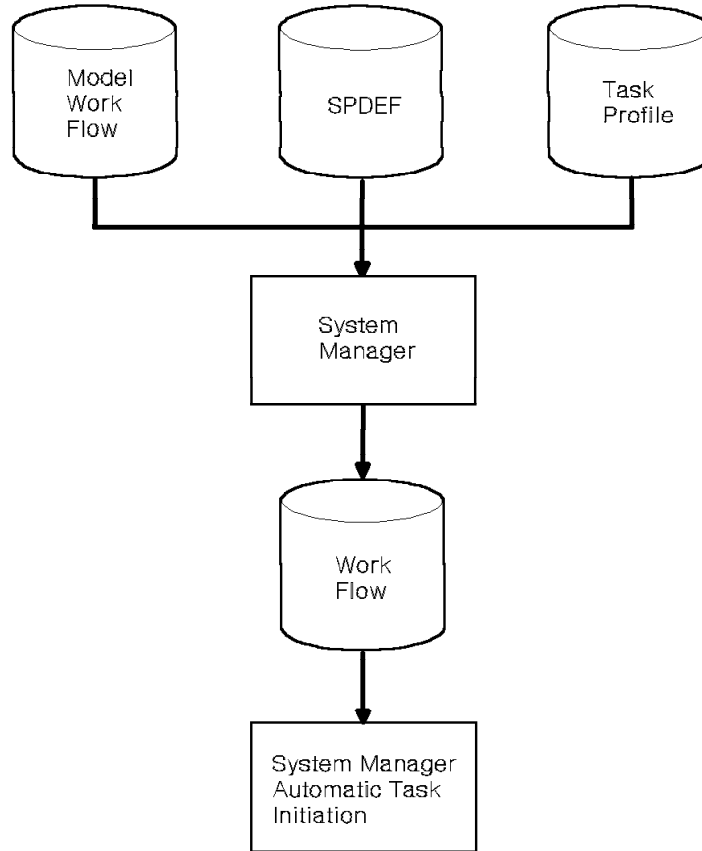 Model
Work
Flow
SPDEF
Task
Profile
System
Manager
Work
Flow
System Manager
Automatic Task
Initiation